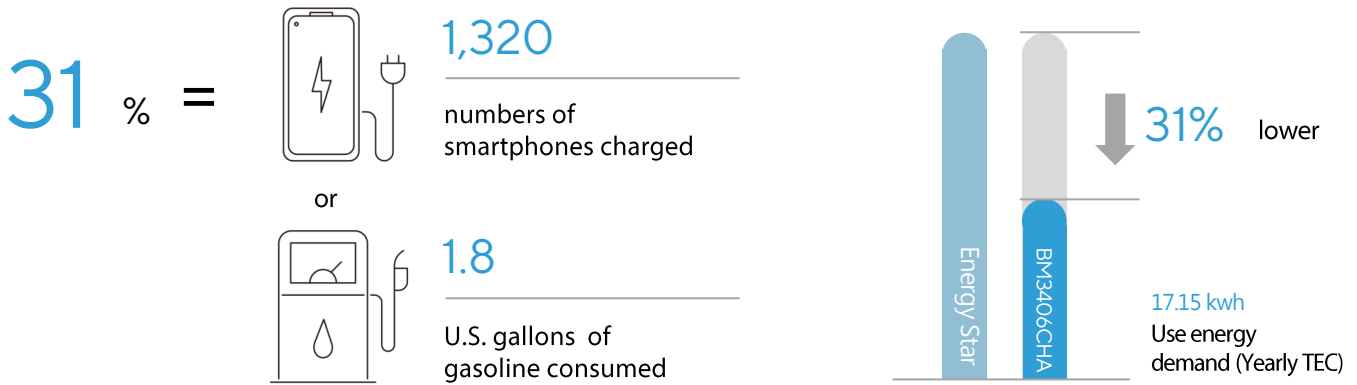 31 % =
1,320
numbers of
smartphones charged
or
1.8
U.S. gallons of
gasoline consumed
Energy Star
BM3406CHA
31% lower
17.15 kwh
Use energy
demand (Yearly TEC)